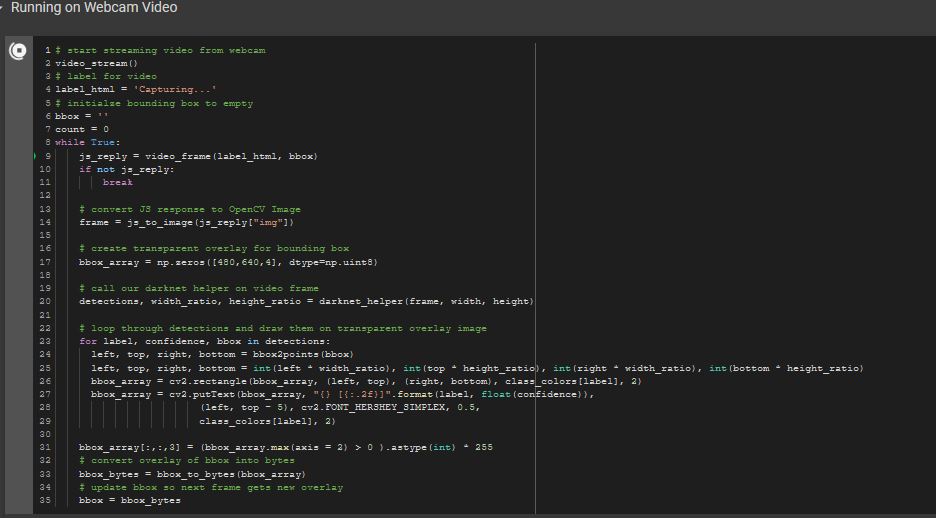 Running on Webcam Video
1 # start streaming video from webcam
2 video_stream()
3 # label for video
4 label_html = 'Capturing...'
5 # initialze bounding box to empty
6 bbox = ''
7 count = 0
8 while True:
9 js_reply = video_frame(label_html, bbox)
10 if not js_reply:
11 break
12
13 # convert JS response to OpenCV Image
14 frame = js_to_image(js_reply["img"])
15
16 # create transparent overlay for bounding box
17 bbox_array = np.zeros([480,640,4], dtype=np.uint8)
18
19 # call our darknet helper on video frame
20 detections, width_ratio, height_ratio = darknet_helper(frame, width, height)
21
22 # loop through detections and draw them on transparent overlay image
23 for label, confidence, bbox in detections:
24 left, top, right, bottom = bbox2points(bbox)
25 left, top, right, bottom = int(left * width_ratio), int(top * height_ratio), int(right * width_ratio), int(bottom * height_ratio)
26 bbox_array = cv2.rectangle(bbox_array, (left, top), (right, bottom), class_colors[label], 2)
27 bbox_array = cv2.putText(bbox_array, "{} [{:.2f}]".format(label, float(confidence)),
28 (left, top - 5), cv2.FONT_HERSHEY_SIMPLEX, 0.5,
29 class_colors[label], 2)
30
31 bbox_array[:,:,3] = (bbox_array.max(axis = 2) > 0 ).astype(int) * 255
32 # convert overlay of bbox into bytes
33 bbox_bytes = bbox_to_bytes(bbox_array)
34 # update bbox so next frame gets new overlay
35 bbox = bbox_bytes